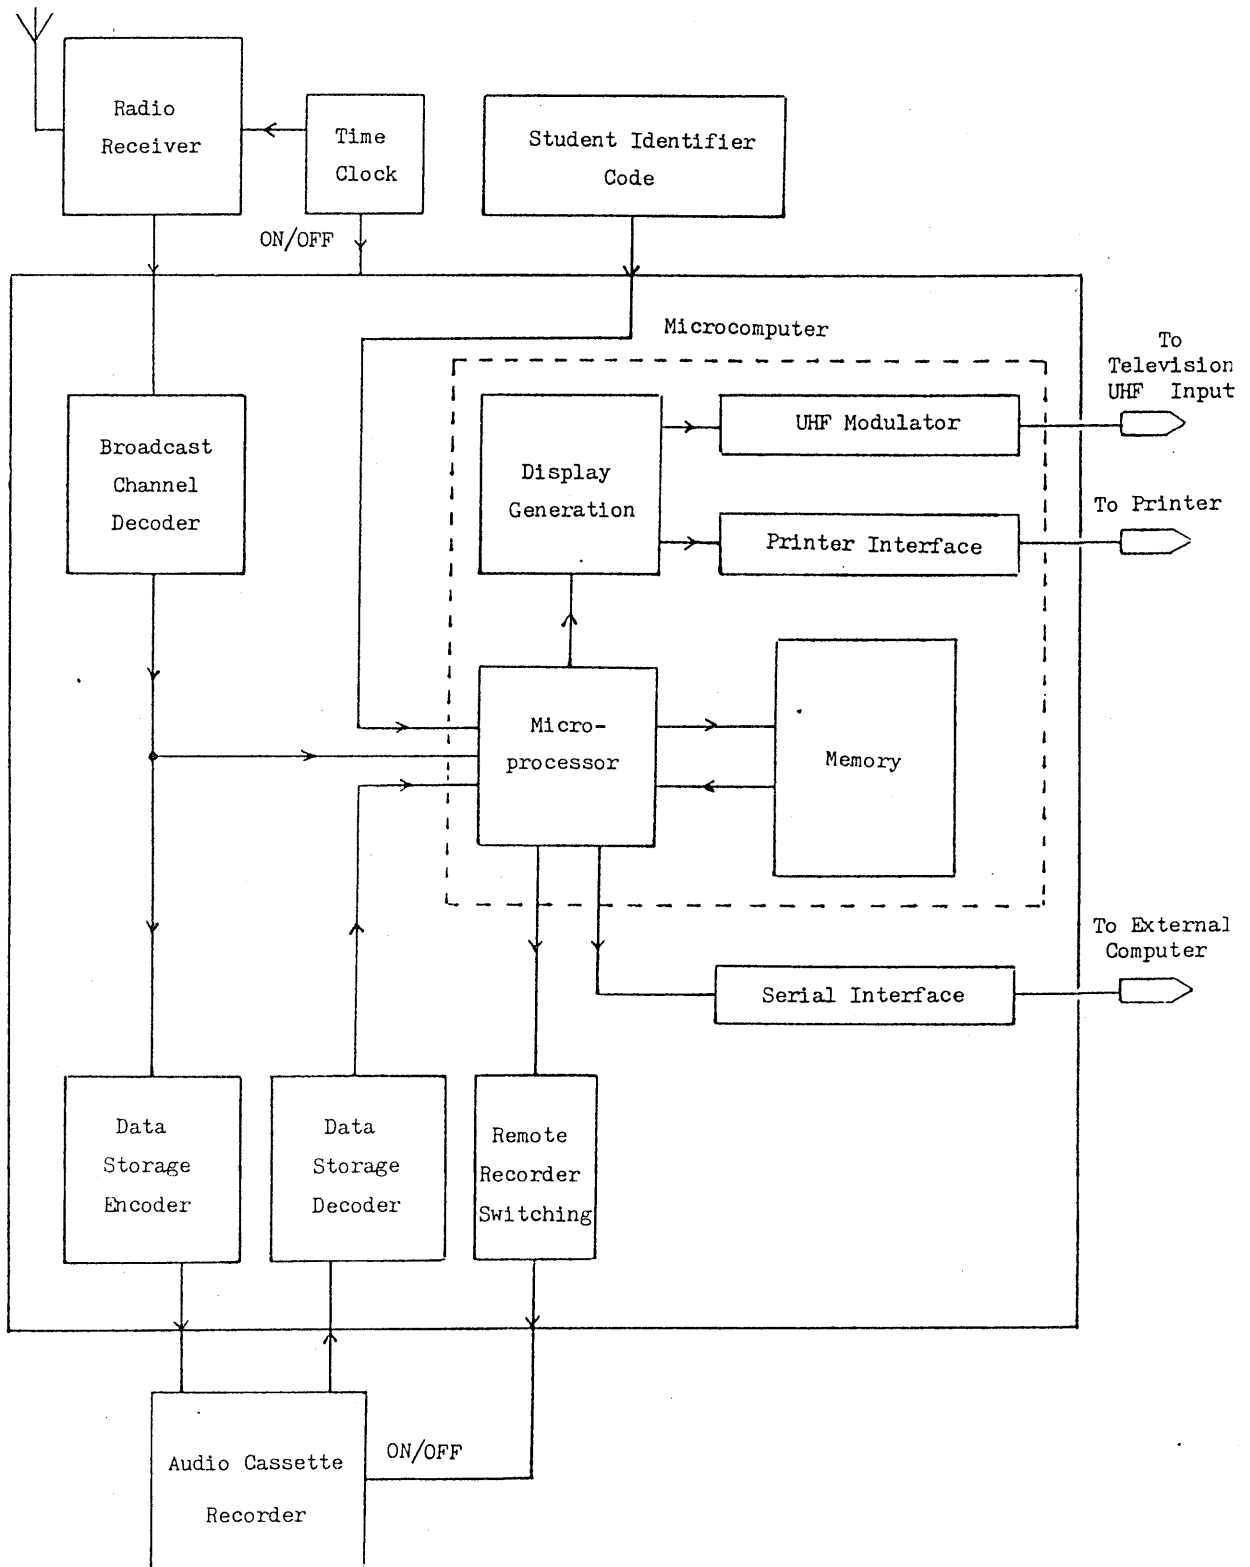 Radio
Receiver
Time
Clock
Student Identifier
Code
ON/OFF
Microcomputer
To
Television
UHF Input
Broadcast
Channel
Decoder
Display
Generation
UHF Modulator
To Printer
Printer Interface
Micro-
processor
Memory
To External
Computer
Serial Interface
Data
Storage
Encoder
Data
Storage
Decoder
Remote
Recorder
Switching
ON/OFF
Audio Cassette
Recorder